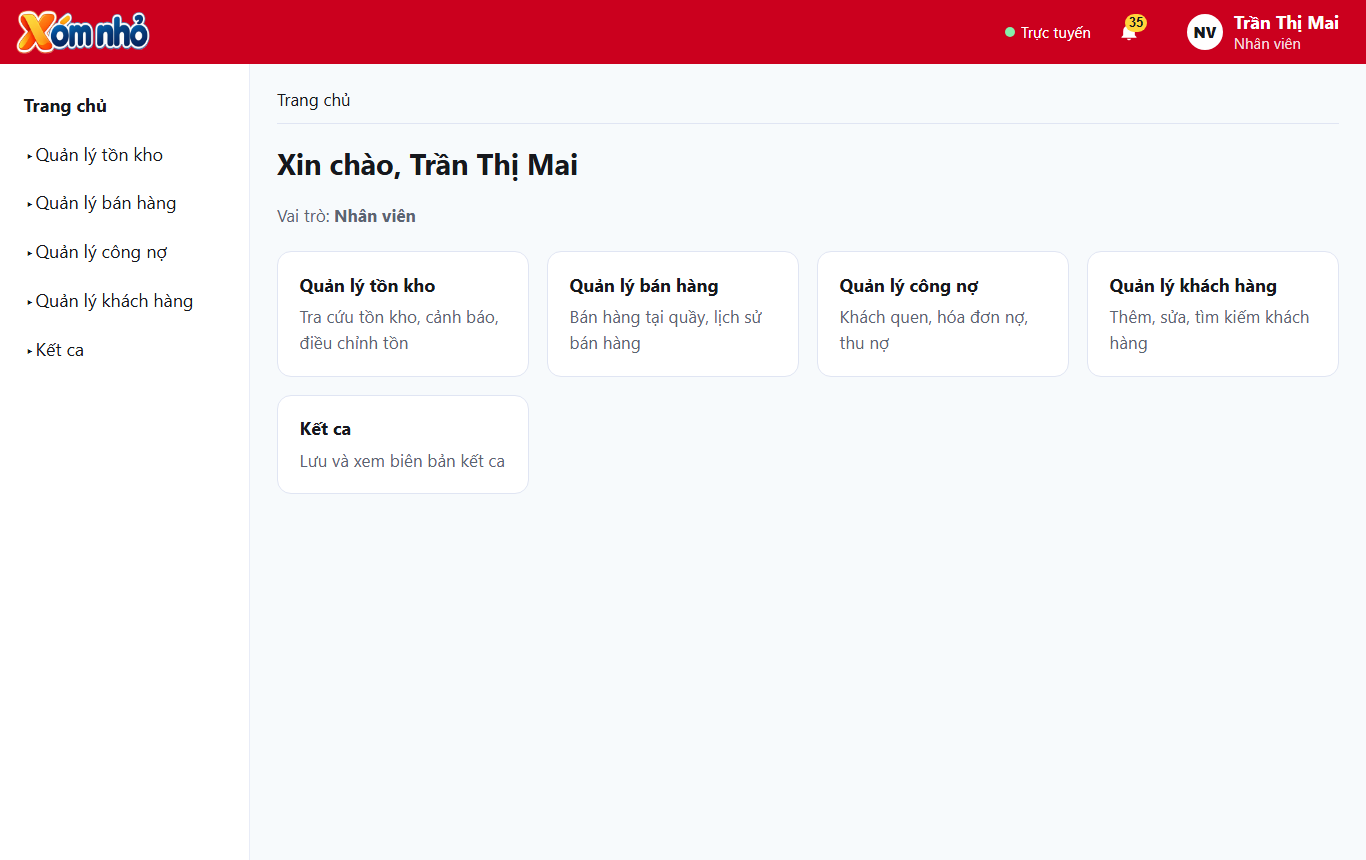 Xóm nhỏ
Trực tuyến
35
NV
Trần Thị Mai
Nhân viên
Trang chủ
Quản lý tồn kho
Quản lý bán hàng
Quản lý công nợ
Quản lý khách hàng
Kết ca
Trang chủ
Xin chào, Trần Thị Mai
Vai trò: Nhân viên
Quản lý tồn kho
Tra cứu tồn kho, cảnh báo,
điều chỉnh tồn
Quản lý bán hàng
Bán hàng tại quầy, lịch sử
bán hàng
Quản lý công nợ
Khách quen, hóa đơn nợ,
thu nợ
Quản lý khách hàng
Thêm, sửa, tìm kiếm khách
hàng
Kết ca
Lưu và xem biên bản kết ca